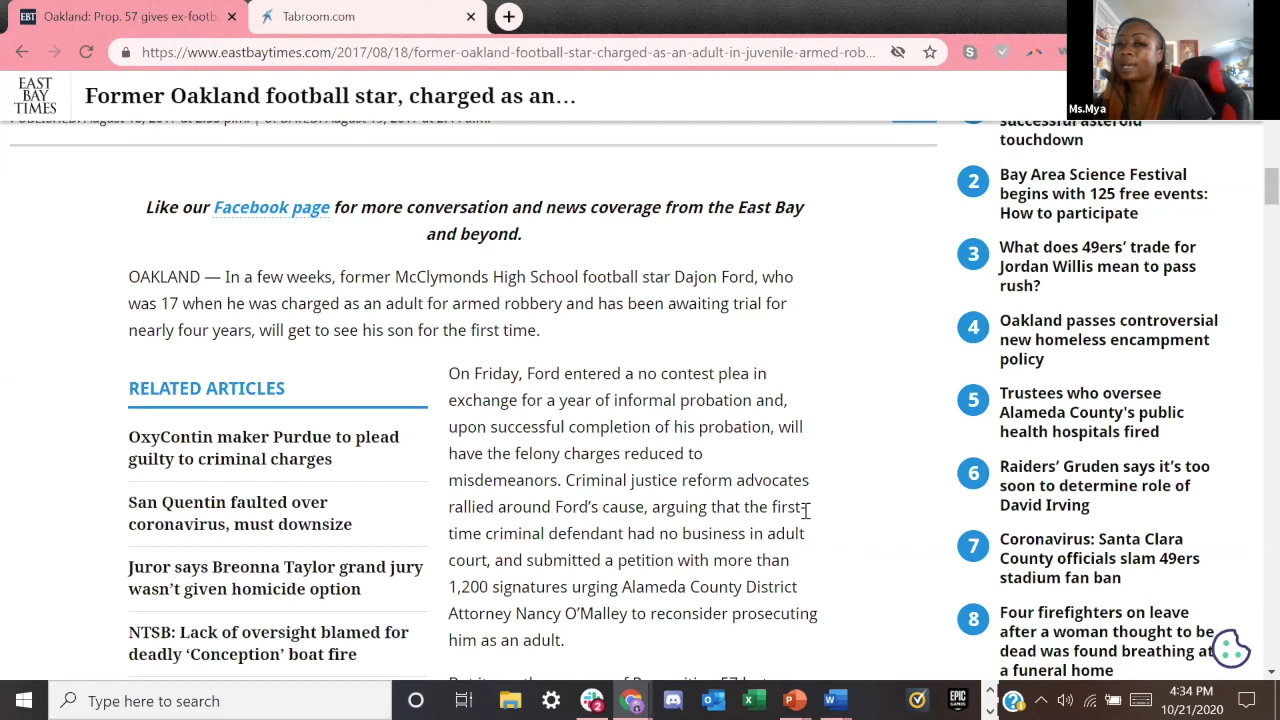 Oakland: Prop. 57 gives ex-footb
Tabroom.com
https://www.eastbaytimes.com/2017/08/18/former-oakland-football-star-charged-as-an-adult-in-juvenile-armed-rob...
EAST BAY TIMES
Former Oakland football star, charged as an...
Ms.Mya
Like our Facebook page for more conversation and news coverage from the East Bay
and beyond.
OAKLAND — In a few weeks, former McClymonds High School football star Dajon Ford, who
was 17 when he was charged as an adult for armed robbery and has been awaiting trial for
nearly four years, will get to see his son for the first time.
RELATED ARTICLES
OxyContin maker Purdue to plead
guilty to criminal charges
San Quentin faulted over
coronavirus, must downsize
Juror says Breonna Taylor grand jury
wasn't given homicide option
NTSB: Lack of oversight blamed for
deadly 'Conception' boat fire
On Friday, Ford entered a no contest plea in
exchange for a year of informal probation and,
upon successful completion of his probation, will
have the felony charges reduced to
misdemeanors. Criminal justice reform advocates
rallied around Ford's cause, arguing that the first-
time criminal defendant had no business in adult
court, and submitted a petition with more than
1,200 signatures urging Alameda County District
Attorney Nancy O'Malley to reconsider prosecuting
him as an adult.
successful asteroid
touchdown
2 Bay Area Science Festival
begins with 125 free events:
How to participate
3 What does 49ers' trade for
Jordan Willis mean to pass
rush?
4 Oakland passes controversial
new homeless encampment
policy
5 Trustees who oversee
Alameda County's public
health hospitals fired
6 Raiders' Gruden says it's too
soon to determine role of
David Irving
7 Coronavirus: Santa Clara
County officials slam 49ers
stadium fan ban
8 Four firefighters on leave
after a woman thought to be
dead was found breathing at
a funeral home
Type here to search
4:34 PM
10/21/2020